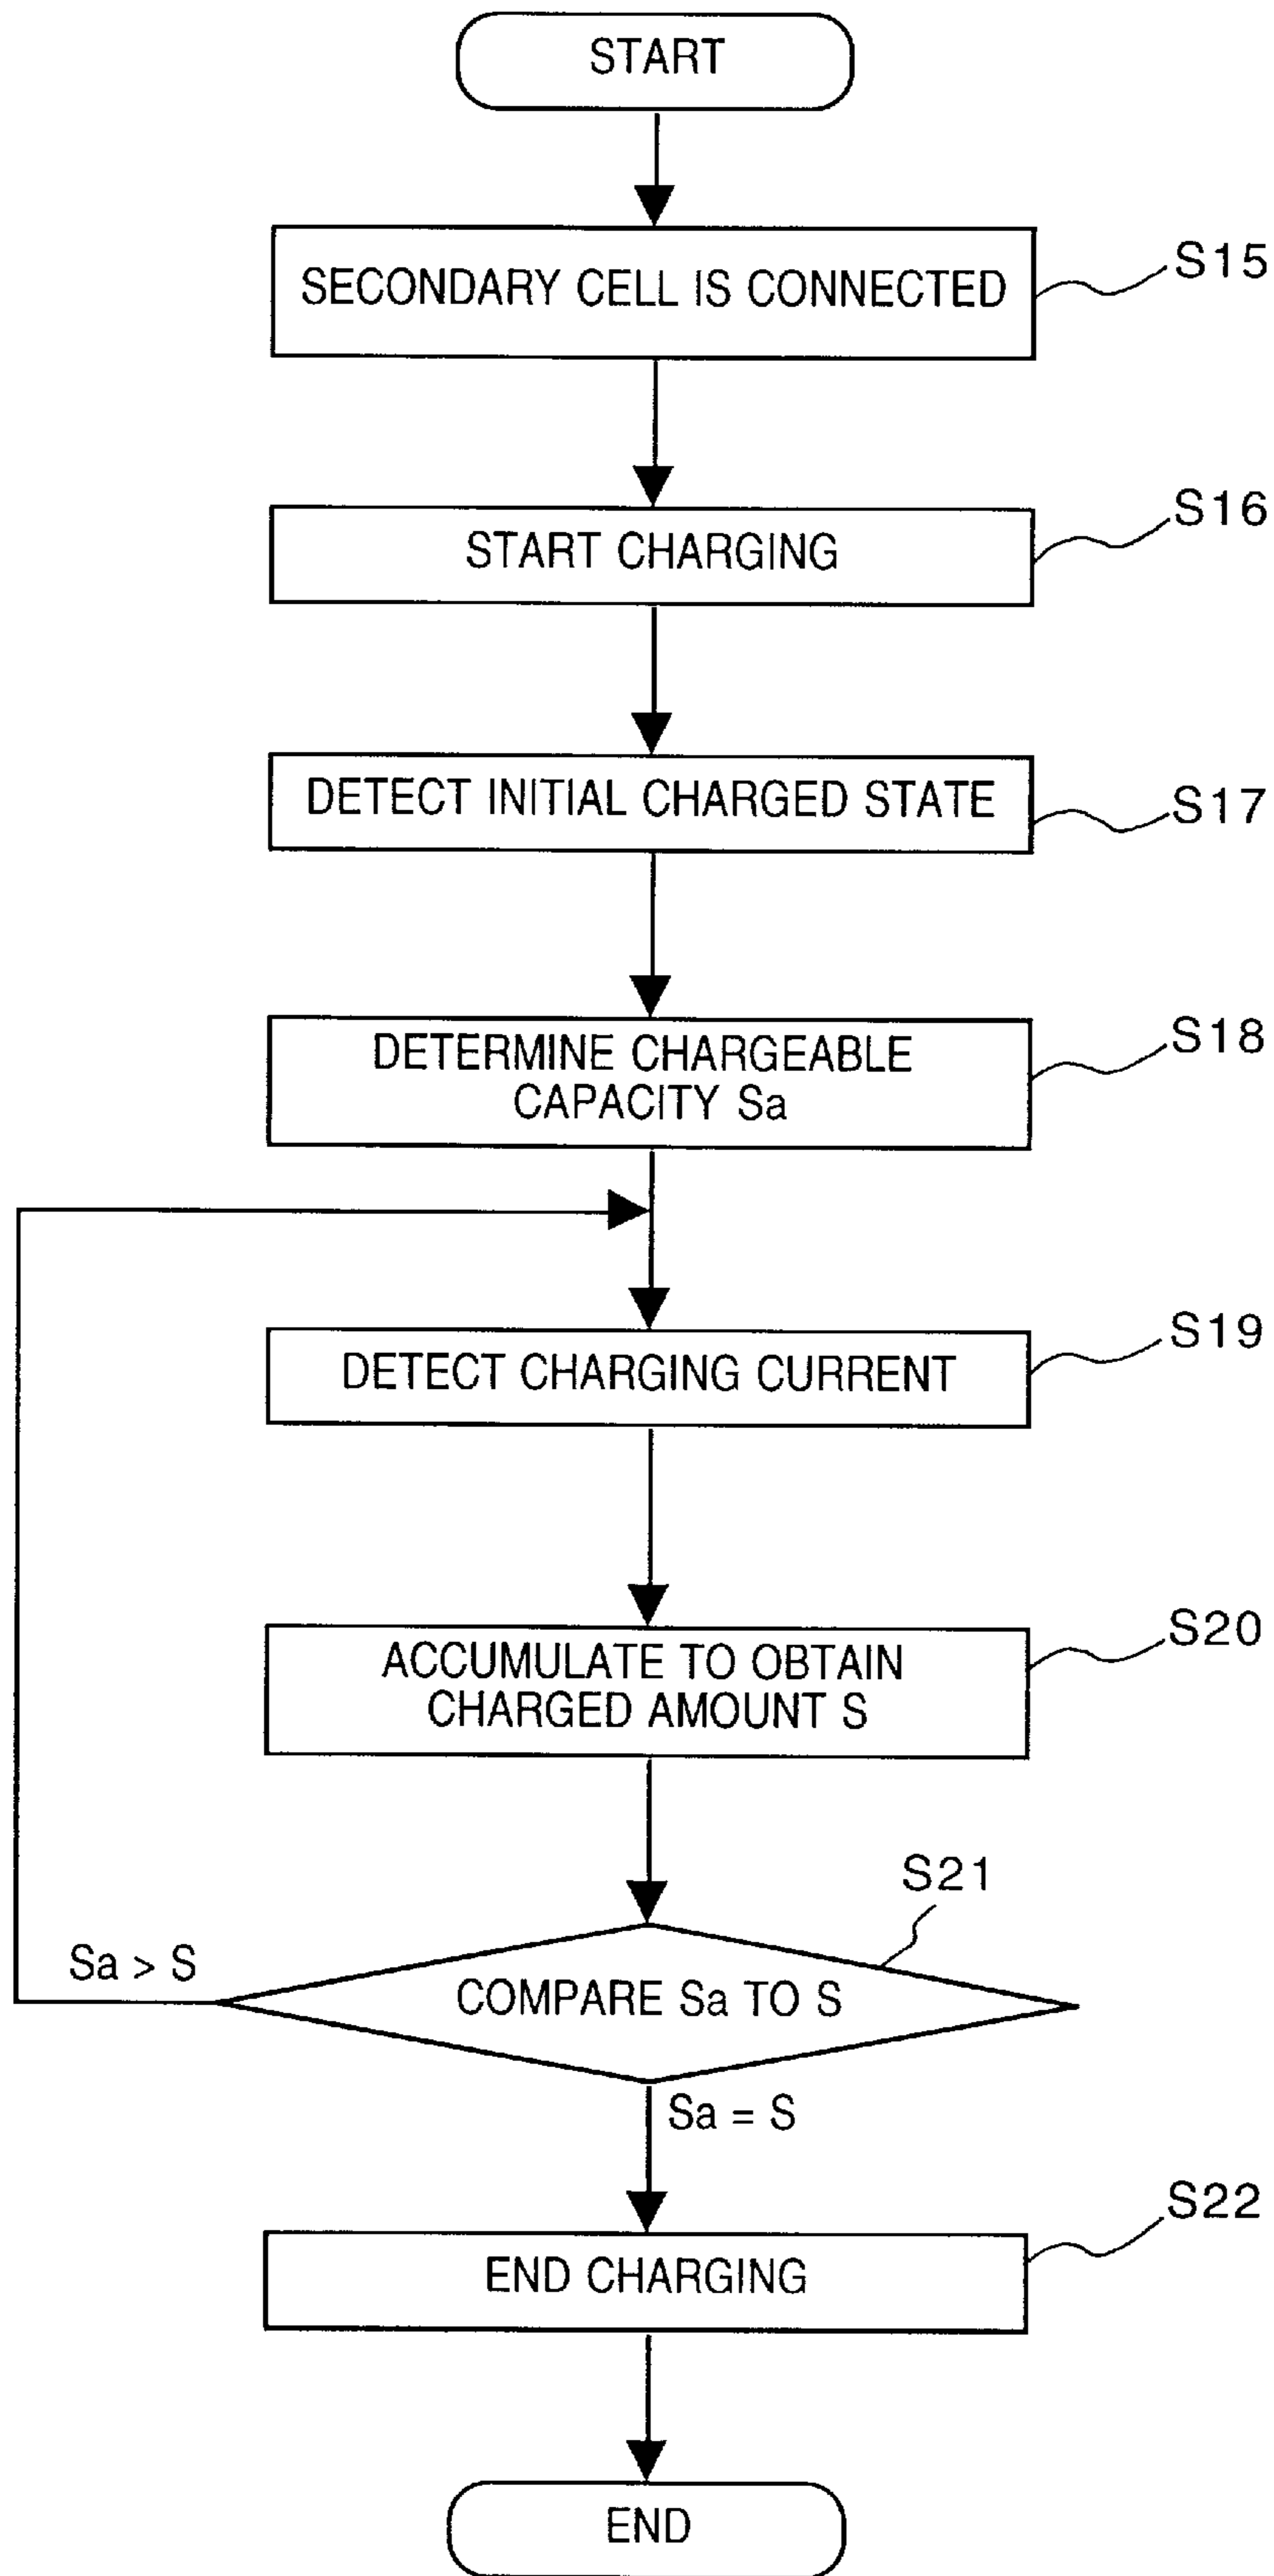 START
SECONDARY CELL IS CONNECTED
S15
START CHARGING
S16
DETECT INITIAL CHARGED STATE
S17
DETERMINE CHARGEABLE
CAPACITY Sa
S18
DETECT CHARGING CURRENT
S19
ACCUMULATE TO OBTAIN
CHARGED AMOUNT S
S20
S21
Sa > S
COMPARE Sa TO S
Sa = S
END CHARGING
S22
END